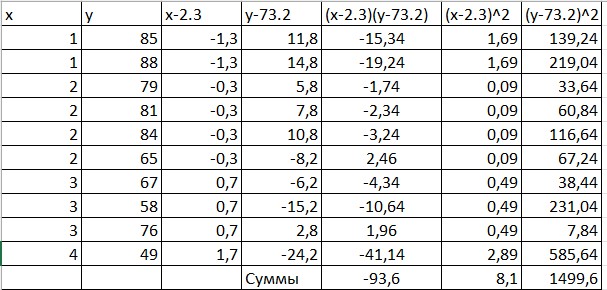 x y x-2.3 y-73.2 (x-2.3)(y-73.2) (x-2.3)^2 (y-73.2)^2
1 85 -1,3 11,8 -15,34 1,69 139,24
1 88 -1,3 14,8 -19,24 1,69 219,04
2 79 -0,3 5,8 -1,74 0,09 33,64
2 81 -0,3 7,8 -2,34 0,09 60,84
2 84 -0,3 10,8 -3,24 0,09 116,64
2 65 -0,3 -8,2 2,46 0,09 67,24
3 67 0,7 -6,2 -4,34 0,49 38,44
3 58 0,7 -15,2 -10,64 0,49 231,04
3 76 0,7 2,8 1,96 0,49 7,84
4 49 1,7 -24,2 -41,14 2,89 585,64
Суммы -93,6 8,1 1499,6